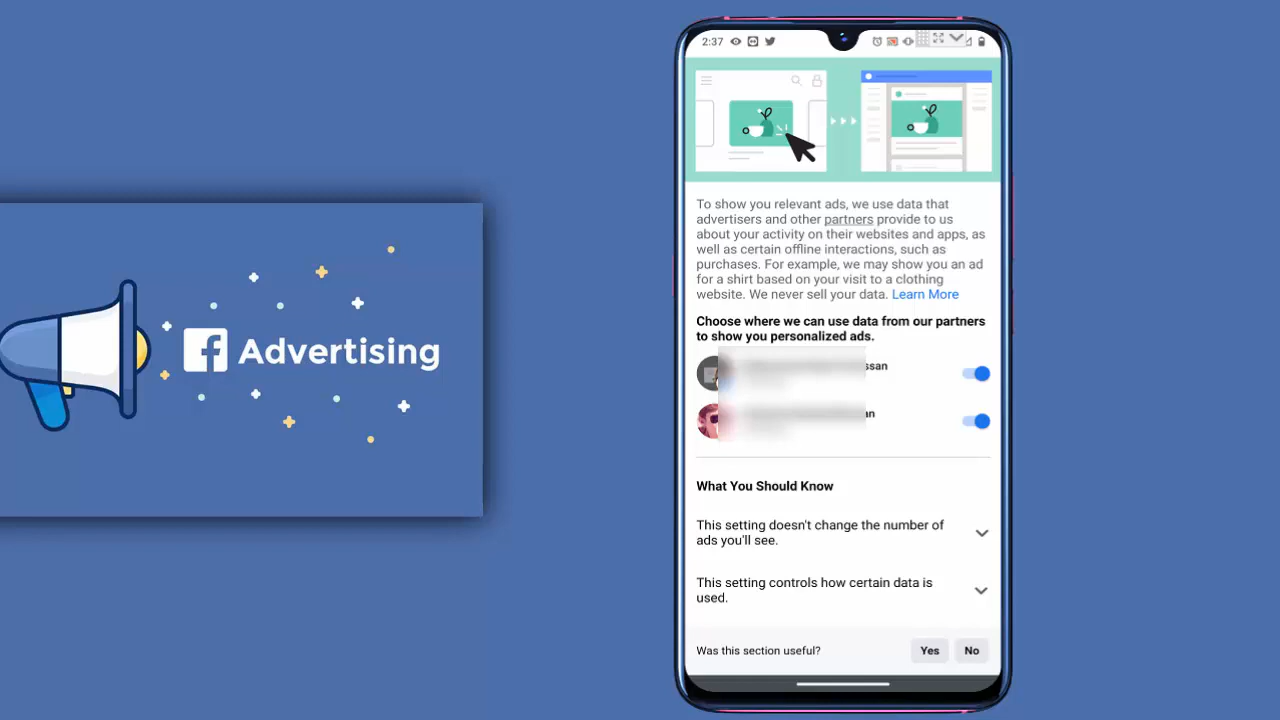 Advertising
2:37
To show you relevant ads, we use data that
advertisers and other partners provide to us
about your activity on their websites and apps, as
well as certain offline interactions, such as
purchases. For example, we may show you an ad
for a shirt based on your visit to a clothing
website. We never sell your data. Learn More
Choose where we can use data from our partners
to show you personalized ads.
ssan
an
What You Should Know
This setting doesn't change the number of
ads you'll see.
This setting controls how certain data is
used.
Was this section useful? Yes No